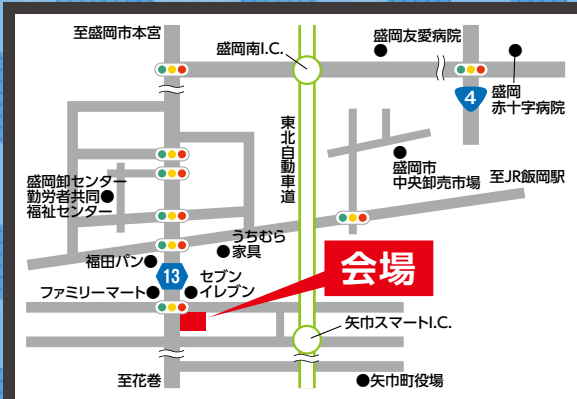 至盛岡市本宮
盛岡南I.C.
盛岡友愛病院
4
盛岡
赤十字病院
東北自動車道
盛岡市
中央卸売市場
至JR飯岡駅
盛岡卸センター
勤労者共同
福祉センター
うちむら
家具
福田パン
13
セブン
イレブン
ファミリーマート
会場
矢巾スマートI.C.
至花巻
矢巾町役場